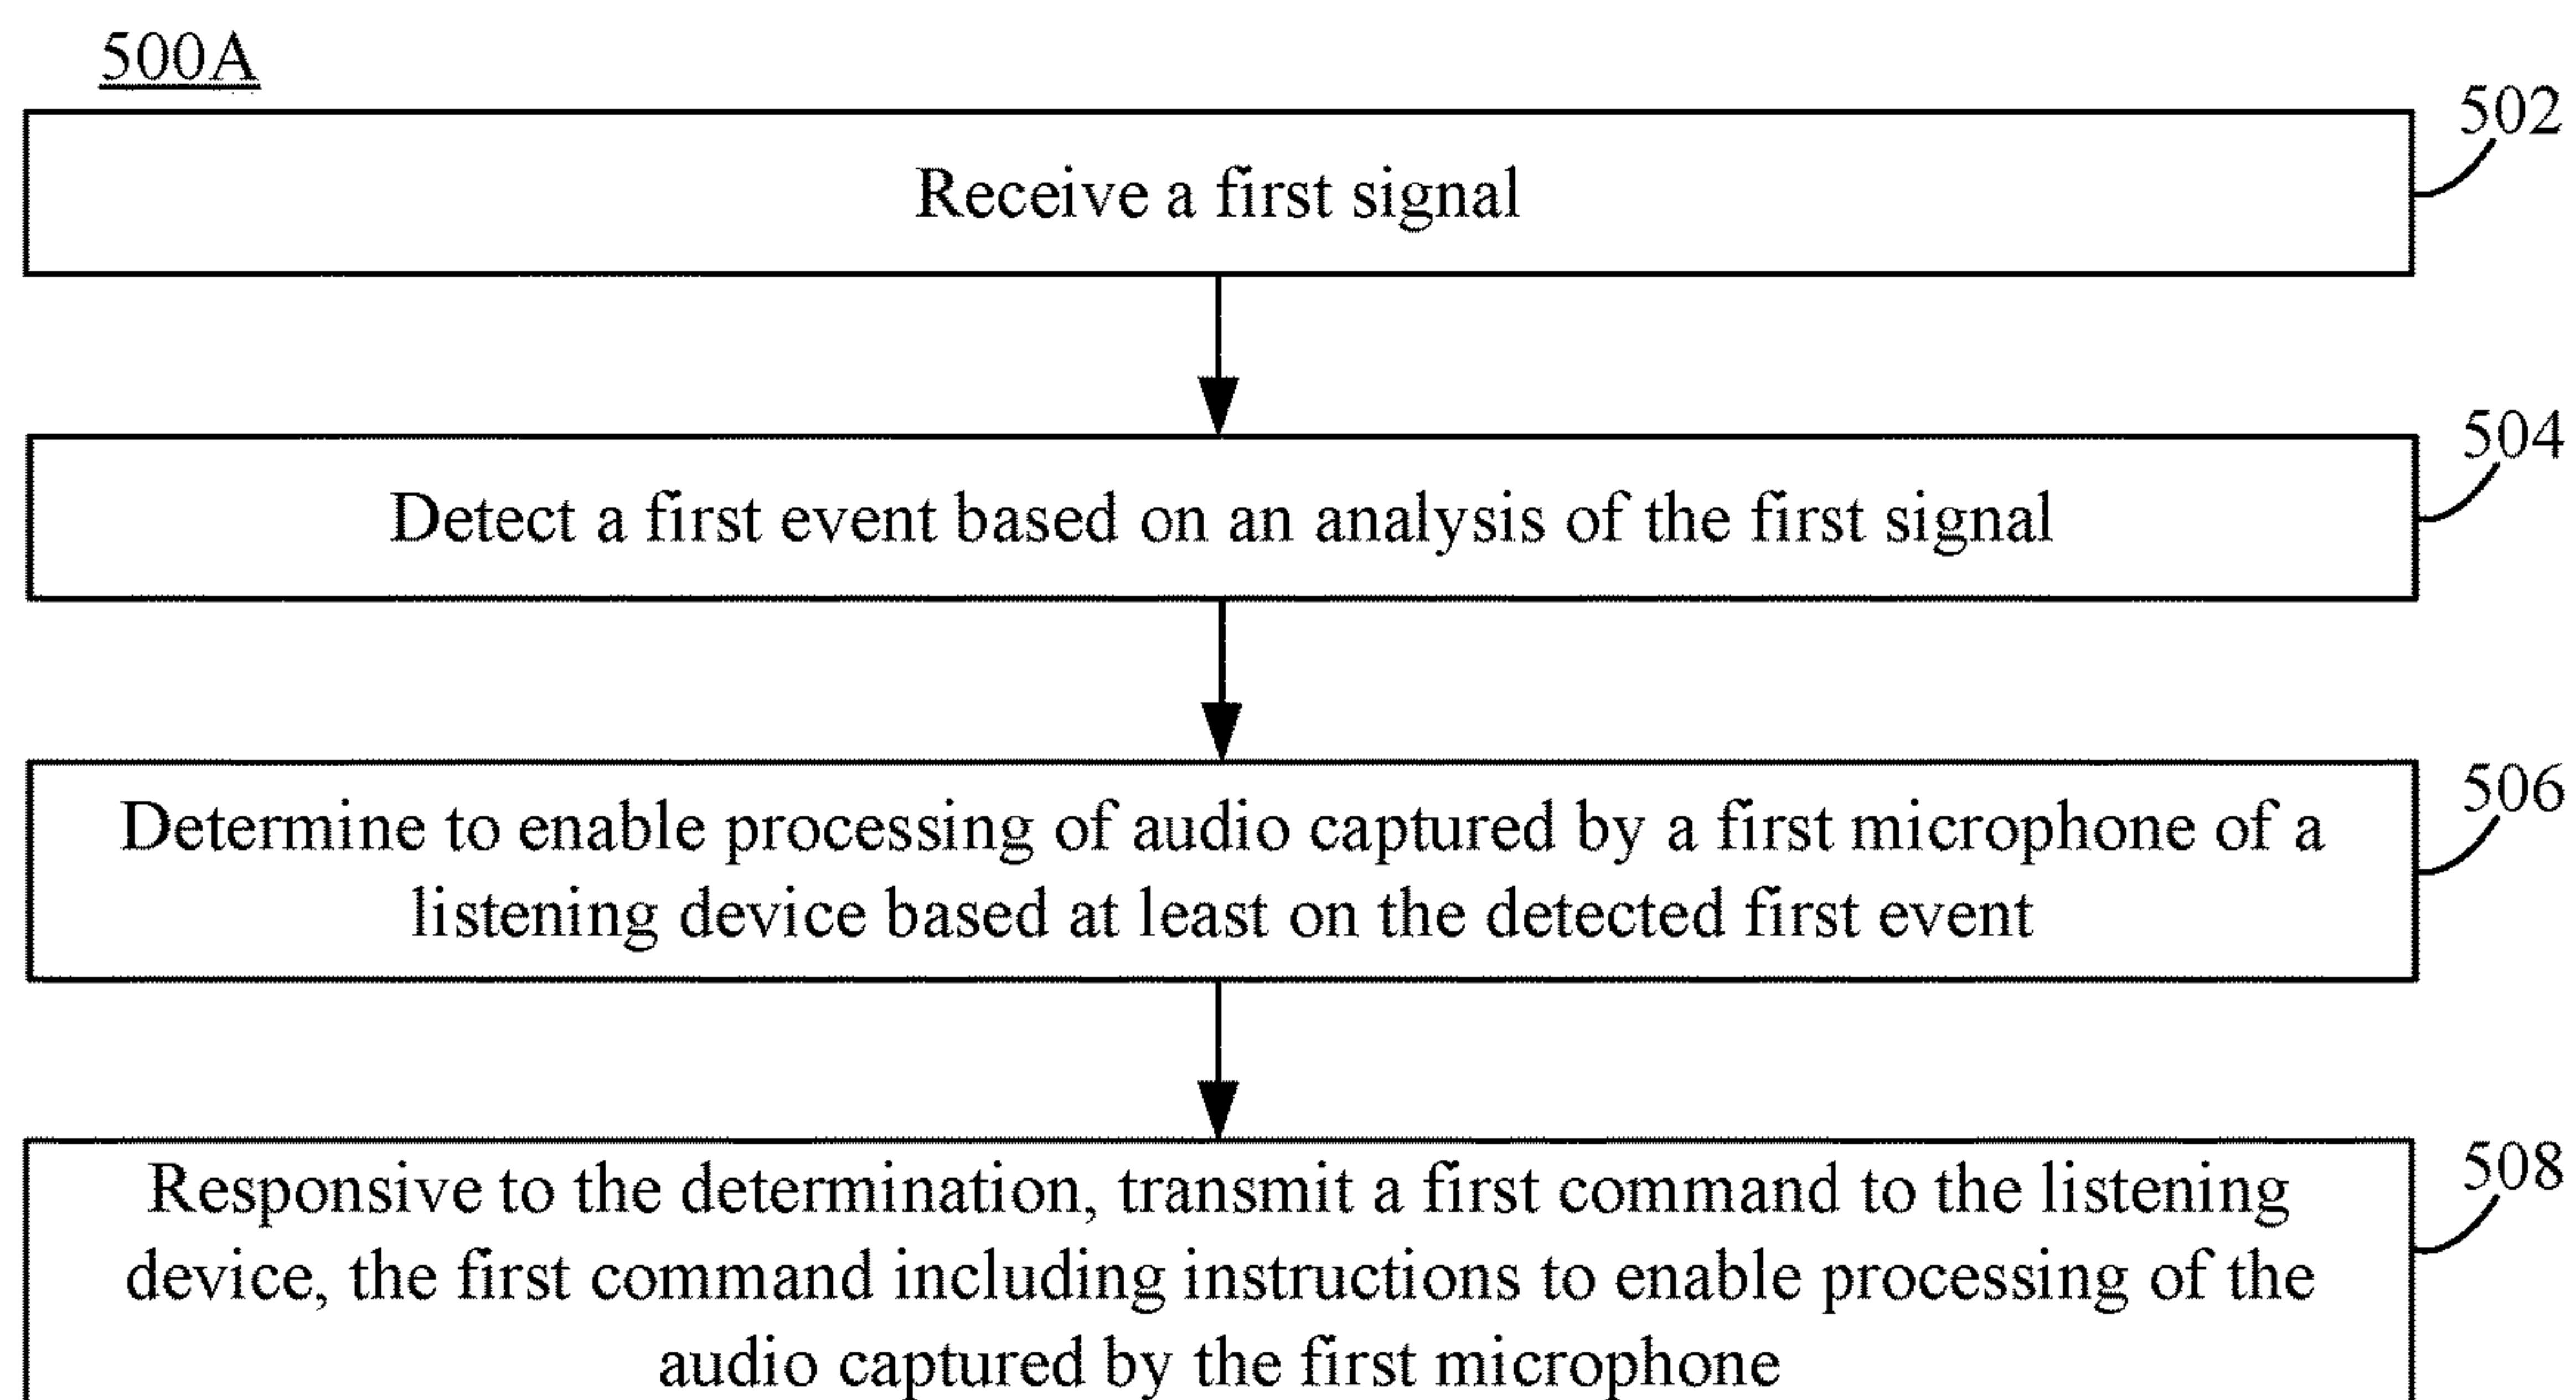 500A
502
Receive a first signal
504
Detect a first event based on an analysis of the first signal
506
Determine to enable processing of audio captured by a first microphone of a
listening device based at least on the detected first event
508
Responsive to the determination, transmit a first command to the listening
device, the first command including instructions to enable processing of the
audio captured by the first microphone